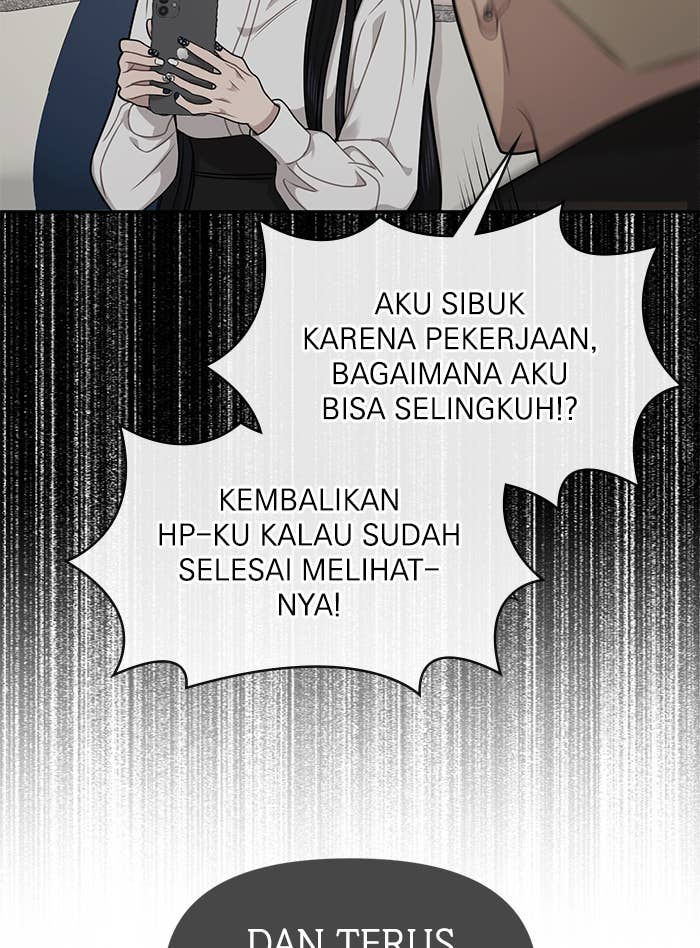 AKU SIBUK
KARENA PEKERJAAN,
BAGAIMANA AKU
BISA SELINGKUH!?
KEMBALIKAN
HP-KU KALAU SUDAH
SELESAI MELIHAT-
NYA!
DAN TERUS